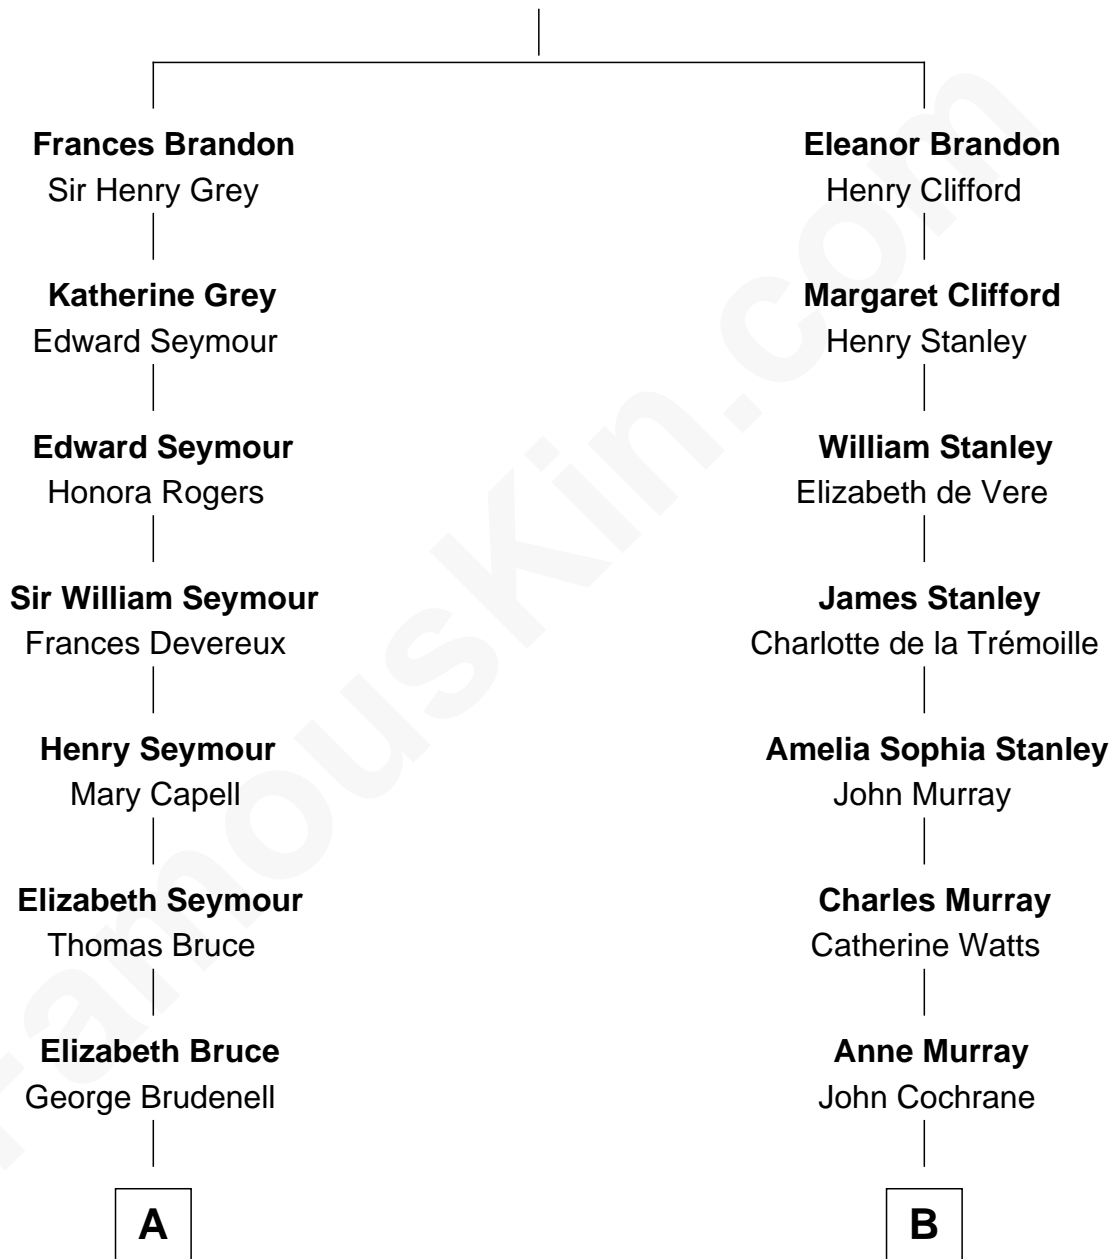 Frances Brandon
Sir Henry Grey
Katherine Grey
Edward Seymour
Edward Seymour
Honora Rogers
Sir William Seymour
Frances Devereux
Henry Seymour
Mary Capell
Elizabeth Seymour
Thomas Bruce
Elizabeth Bruce
George Brudenell
A
Eleanor Brandon
Henry Clifford
Margaret Clifford
Henry Stanley
William Stanley
Elizabeth de Vere
James Stanley
Charlotte de la Trémoille
Amelia Sophia Stanley
John Murray
Charles Murray
Catherine Watts
Anne Murray
John Cochrane
B
FamousKin.com